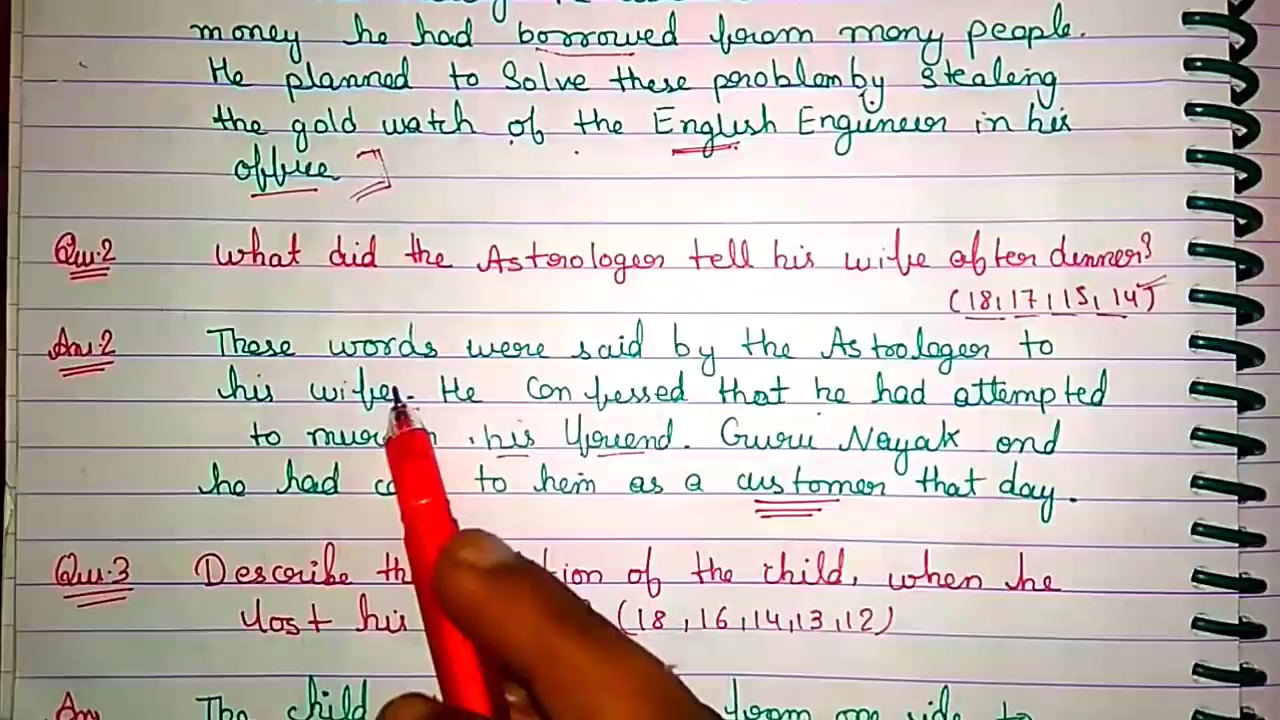 money he had borrowed from many people.
He planned to Solve these problem by Stealing
the gold watch of the English Engineer in his
office
Qu:2 What did the Astrologer tell his wife after dinner?
(18, 17, 15, 14)
Ans:2 These words were said by the Astrologer to
his wife. He Confessed that he had attempted
to his friend. Guru Nayak and
he had to him as a customer that day.
Qu:3 Describe of the child, when he
lost his (18, 16, 14, 13, 12)
An The child from one side to